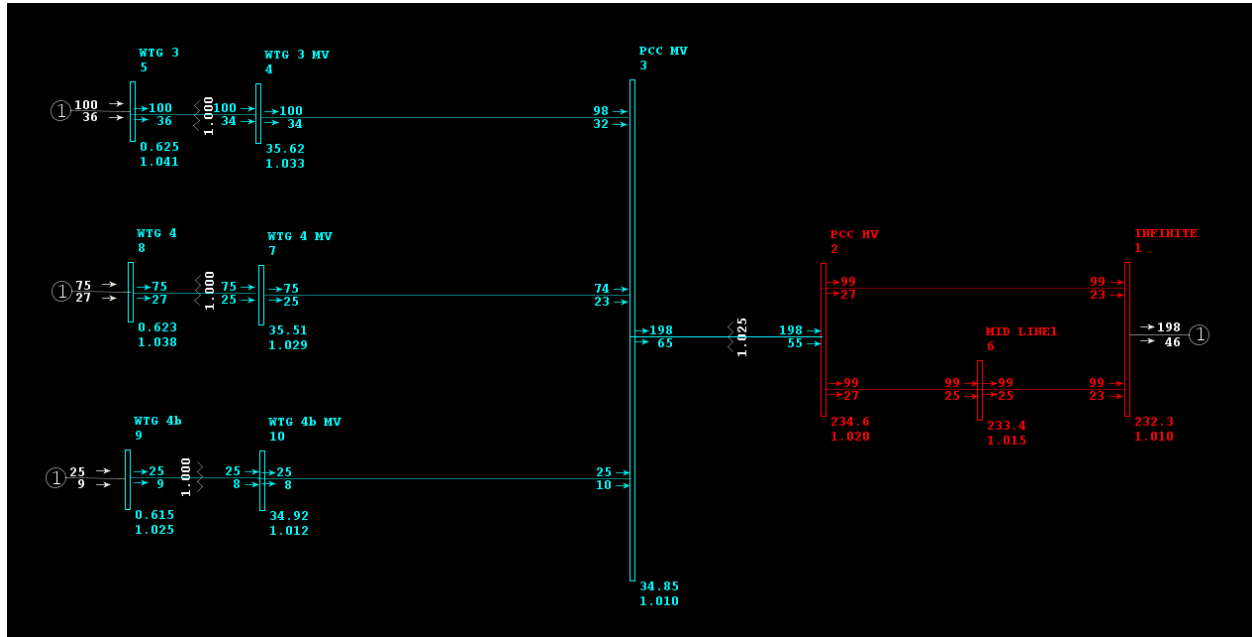 WTG 3
5
WTG 3 MV
4
PCC MV
3
① 100 → → 100 1.000 100 → → 100 98 →
36 → → 36 34 → → 34 32 →
0.625
1.041
35.62
1.033
WTG 4
8
WTG 4 MV
7
PCC HV
2
INFINITE
1
① 75 → → 75 1.000 75 → → 75 74 →
27 → → 27 25 → → 25 23 →
→ 99 99 →
→ 27 23 →
0.623
1.038
35.51
1.029
→ 198 1.025 198 →
→ 65 55 →
→ 198 ①
→ 46
MID LINE1
6
→ 99 99 → → 99 99 →
→ 27 25 → → 25 23 →
234.6
1.020
233.4
1.015
232.3
1.010
WTG 4b
9
WTG 4b MV
10
① 25 → → 25 1.000 25 → → 25 25 →
9 → → 9 8 → → 8 10 →
0.615
1.025
34.92
1.012
34.85
1.010